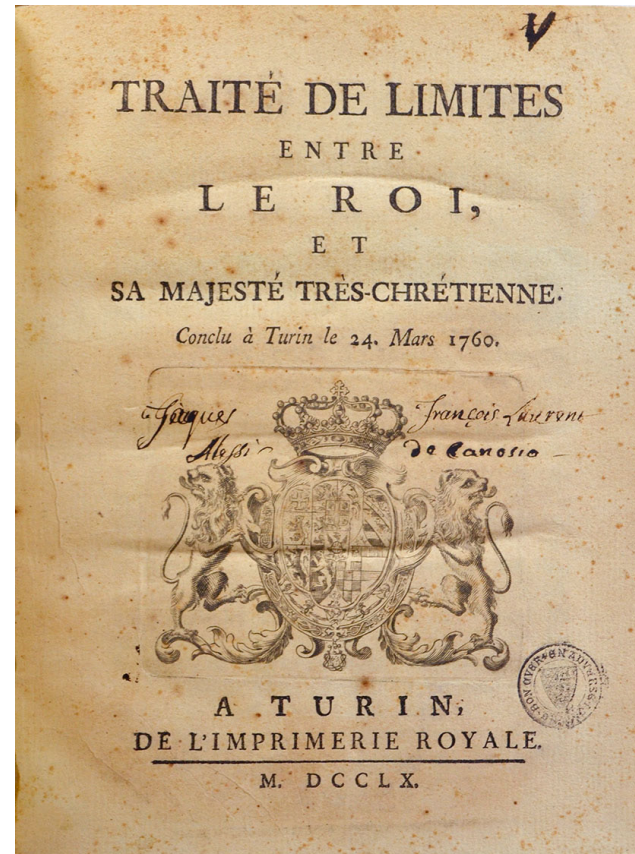 V
TRAITÉ DE LIMITES
ENTRE
LE ROI,
ET
SA MAJESTÉ TRÈS-CHRÉTIENNE.
Conclu à Turin le 24. Mars 1760.
Jacques François Laurent
Alessi de Canosio
A TURIN,
DE L'IMPRIMERIE ROYALE.
M. DCCLX.